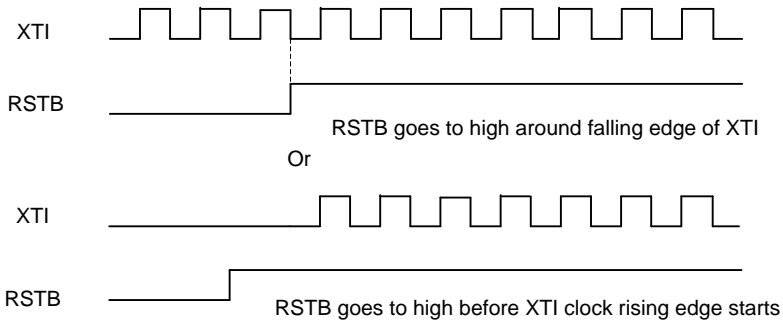 XTI
RSTB
RSTB goes to high around falling edge of XTI
Or
XTI
RSTB
RSTB goes to high before XTI clock rising edge starts